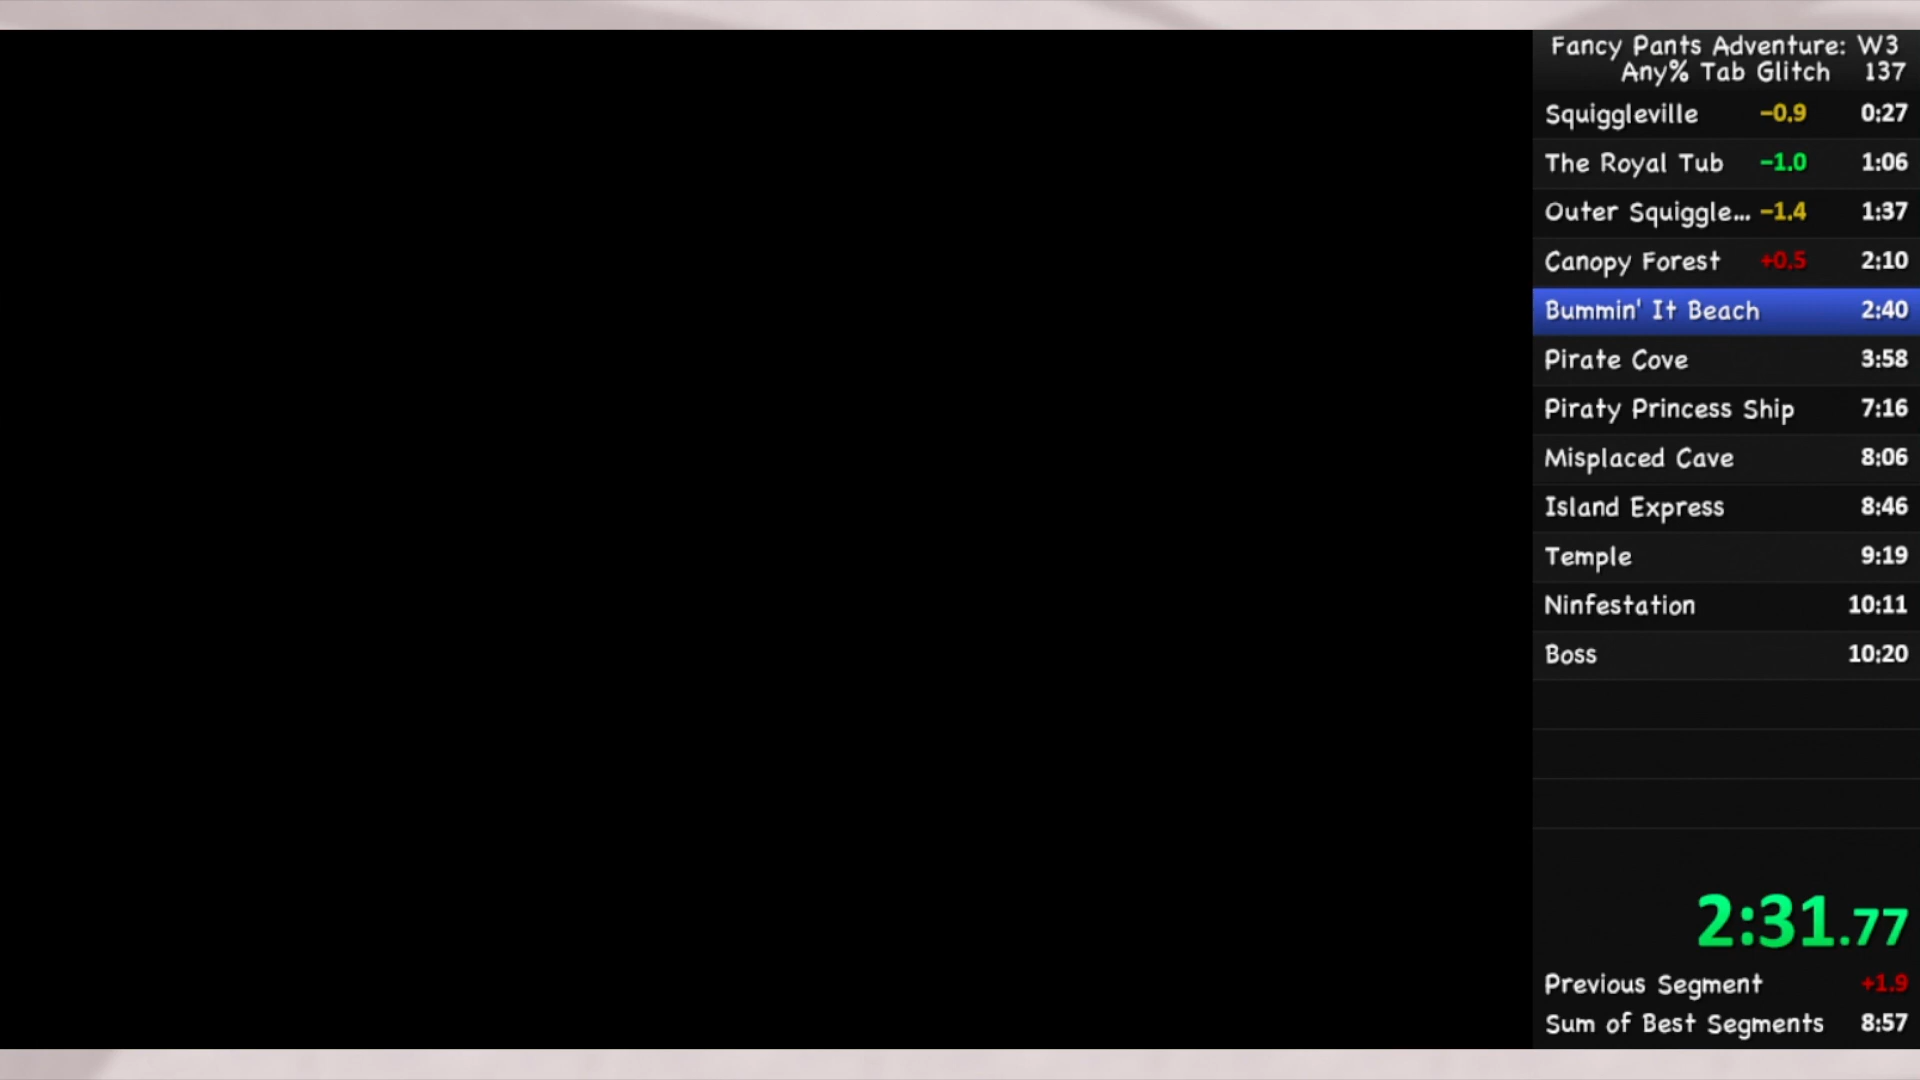 Fancy Pants Adventure: W3
Any% Tab Glitch 137
Squiggleville -0.9 0:27
The Royal Tub -1.0 1:06
Outer Squiggle... -1.4 1:37
Canopy Forest +0.5 2:10
Bummin' It Beach 2:40
Pirate Cove 3:58
Piraty Princess Ship 7:16
Misplaced Cave 8:06
Island Express 8:46
Temple 9:19
Ninfestation 10:11
Boss 10:20
2:31.77
Previous Segment +1.9
Sum of Best Segments 8:57